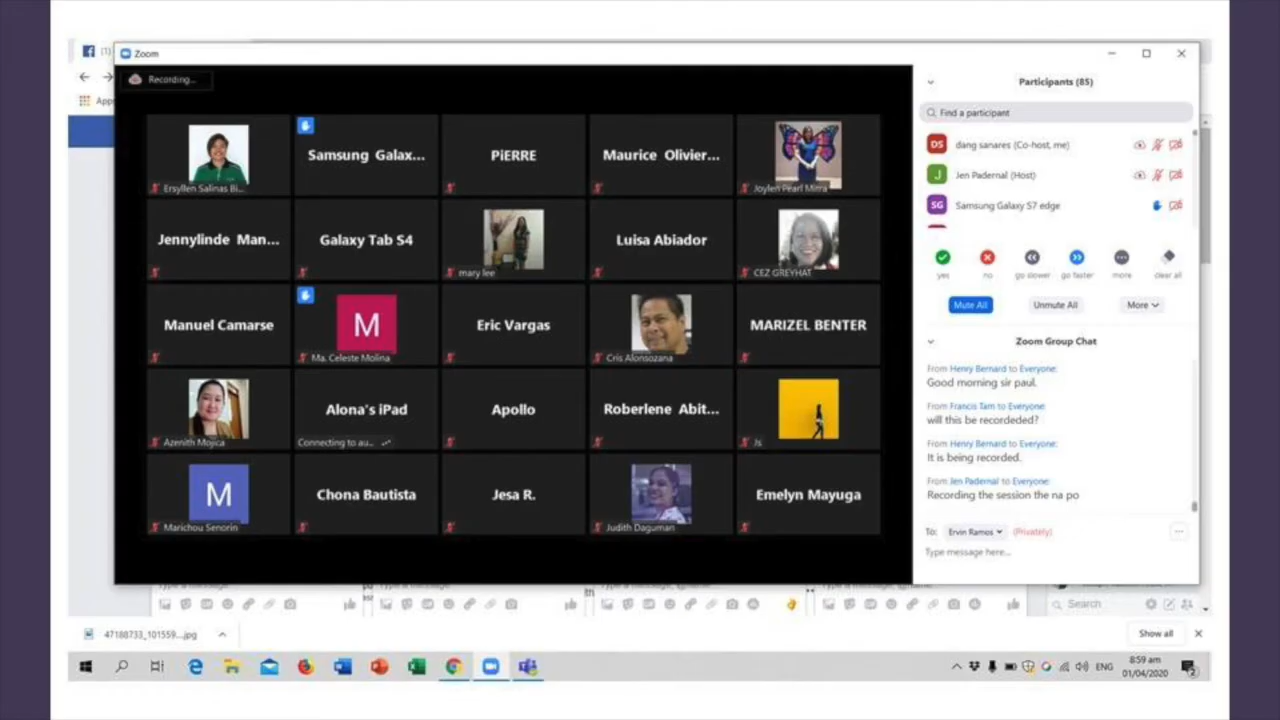 (1)
Zoom
Recording...
Ersyllen Salinas Bi...
Samsung Galax...
PiERRE
Maurice Olivier...
Joylen Pearl Mirra
Jennylinde Man...
Galaxy Tab S4
mary lee
Luisa Abiador
CEZ GREYHAT
Manuel Camarse
M
Ma. Celeste Molina
Eric Vargas
Cris Alonsozana
MARIZEL BENTER
Azenith Mojica
Alona's iPad
Connecting to au...
Apollo
Roberlene Abit...
Js
M
Marichou Senorin
Chona Bautista
Jesa R.
Judith Daguman
Emelyn Mayuga
Participants (85)
Find a participant
DS dang sanares (Co-host, me)
J Jen Padernal (Host)
SG Samsung Galaxy S7 edge
yes no go slower go faster more clear all
Mute All Unmute All More
Zoom Group Chat
From Henry Bernard to Everyone:
Good morning sir paul.
From Francis Tam to Everyone:
will this be recordeded?
From Henry Bernard to Everyone:
It is being recorded.
From Jen Padernal to Everyone:
Recording the session the na po
To: Ervin Ramos (Privately)
Type message here...
Search
47188733_101559....jpg
Show all
ENG
8:59 am
01/04/2020